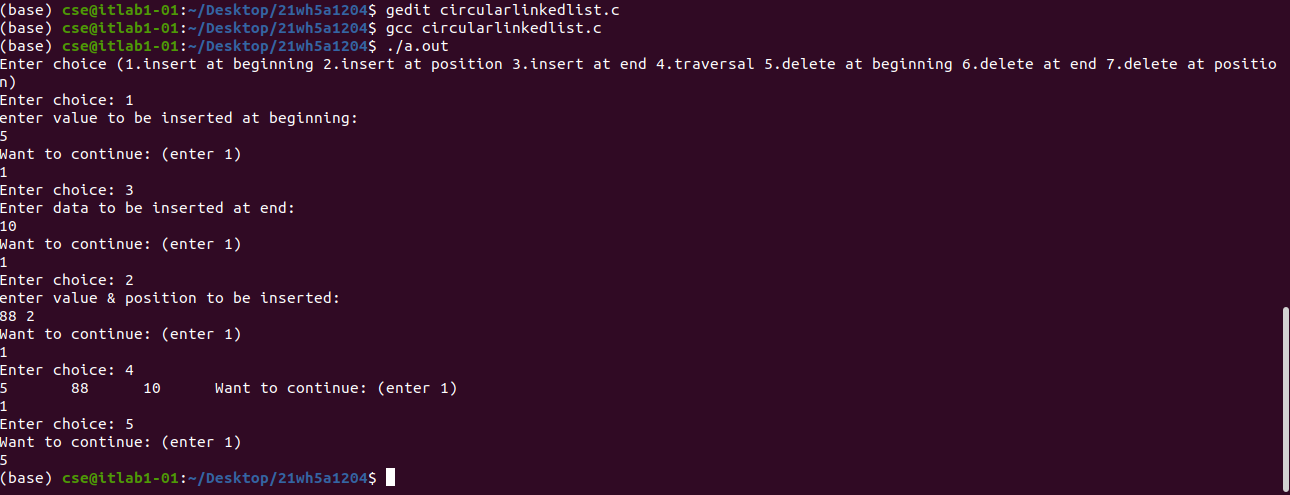 (base) cse@itlab1-01:~/Desktop/21wh5a1204$ gedit circularlinkedlist.c
(base) cse@itlab1-01:~/Desktop/21wh5a1204$ gcc circularlinkedlist.c
(base) cse@itlab1-01:~/Desktop/21wh5a1204$ ./a.out
Enter choice (1.insert at beginning 2.insert at position 3.insert at end 4.traversal 5.delete at beginning 6.delete at end 7.delete at positio
n)
Enter choice: 1
enter value to be inserted at beginning:
5
Want to continue: (enter 1)
1
Enter choice: 3
Enter data to be inserted at end:
10
Want to continue: (enter 1)
1
Enter choice: 2
enter value & position to be inserted:
88 2
Want to continue: (enter 1)
1
Enter choice: 4
5       88      10      Want to continue: (enter 1)
1
Enter choice: 5
Want to continue: (enter 1)
5
(base) cse@itlab1-01:~/Desktop/21wh5a1204$